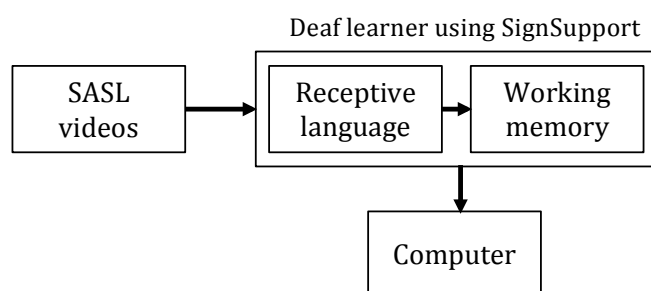 Deaf learner using SignSupport
SASL
videos
Receptive
language
Working
memory
Computer